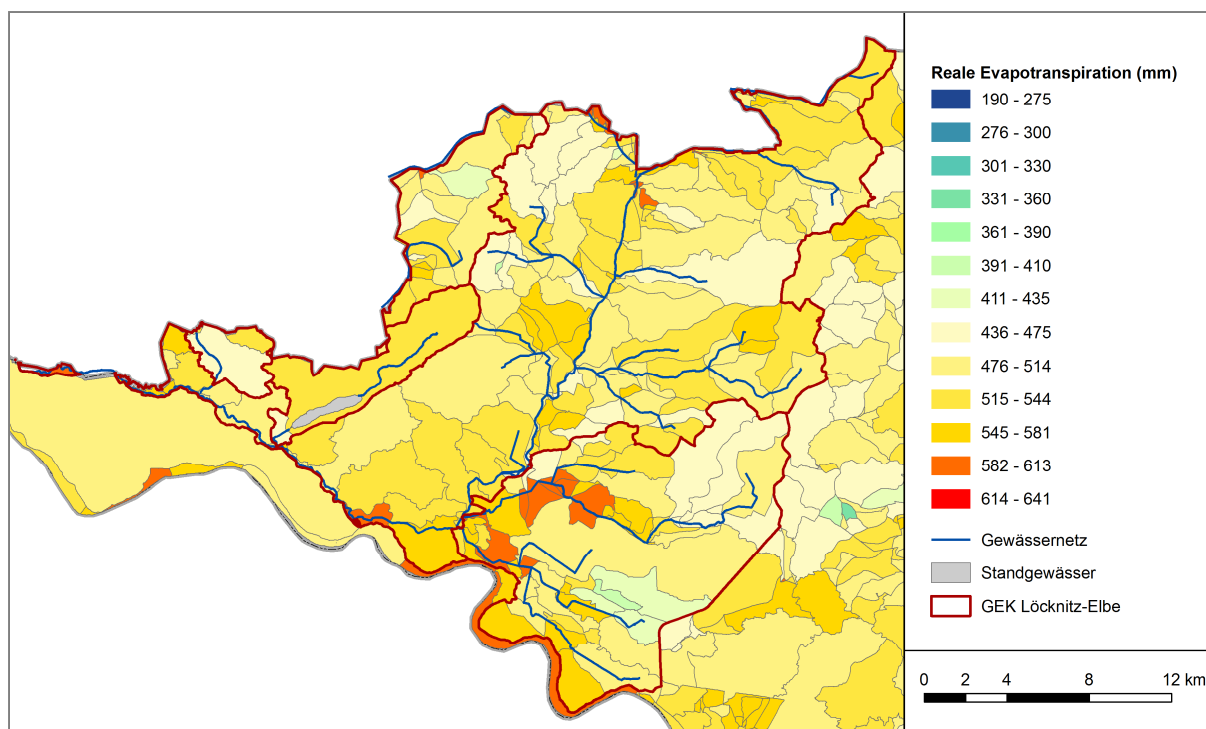 Reale Evapotranspiration (mm)
190 - 275
276 - 300
301 - 330
331 - 360
361 - 390
391 - 410
411 - 435
436 - 475
476 - 514
515 - 544
545 - 581
582 - 613
614 - 641
Gewässernetz
Standgewässer
GEK Löcknitz-Elbe
0 2 4 8 12 km